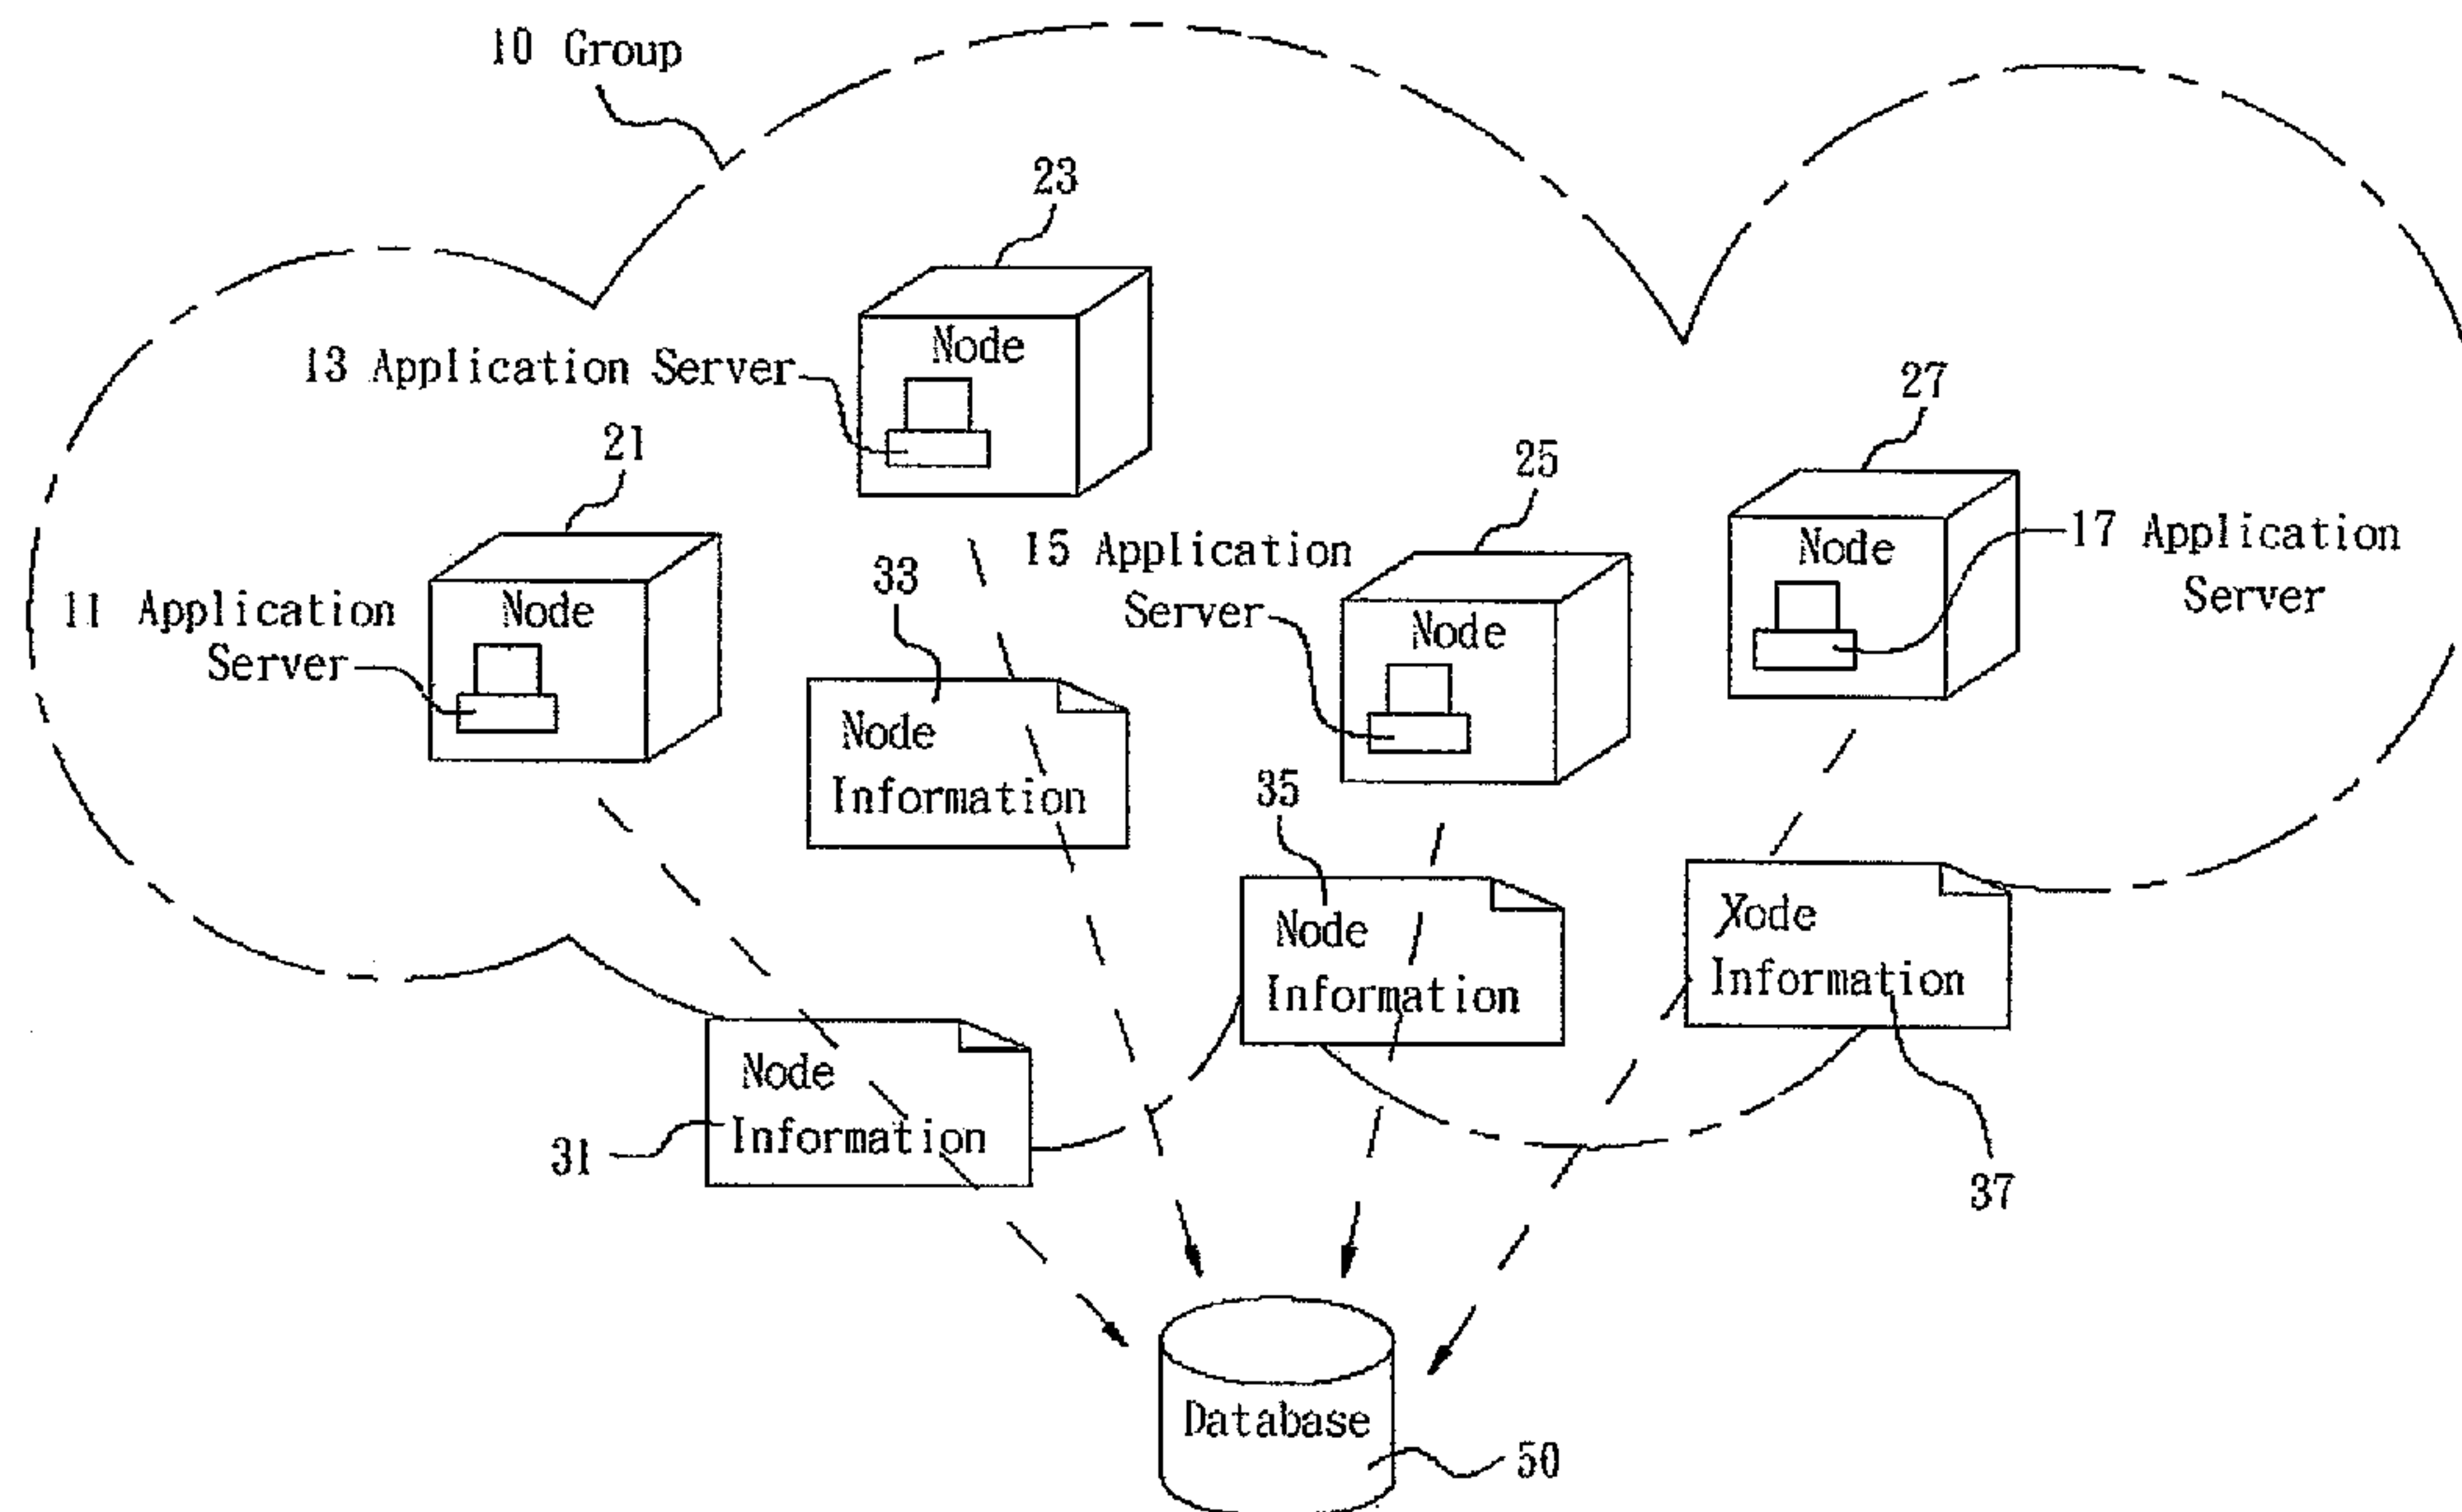 10 Group
23
Node
13 Application Server
27
21
25
Node
17 Application
Server
15 Application
Server
33
Node
11 Application
Server
Node
Node
Information
35
Node
Information
Xode
Information
Node
Information
31
37
Database
50